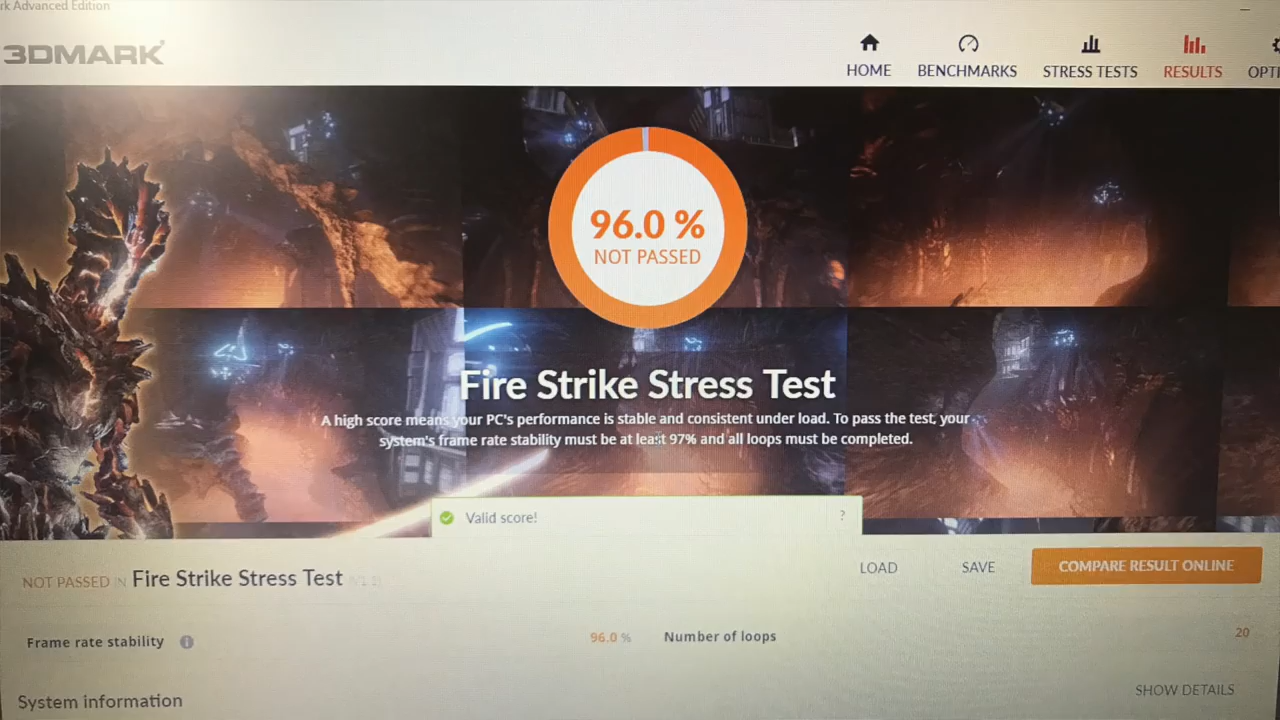 rk Advanced Edition
3DMARK
HOME
BENCHMARKS
STRESS TESTS
RESULTS
OPTI
96.0 %
NOT PASSED
Fire Strike Stress Test
A high score means your PC's performance is stable and consistent under load. To pass the test, your
system's frame rate stability must be at least 97% and all loops must be completed.
Valid score!
?
NOT PASSED IN Fire Strike Stress Test
LOAD
SAVE
COMPARE RESULT ONLINE
Frame rate stability
96.0 %
Number of loops
20
System information
SHOW DETAILS